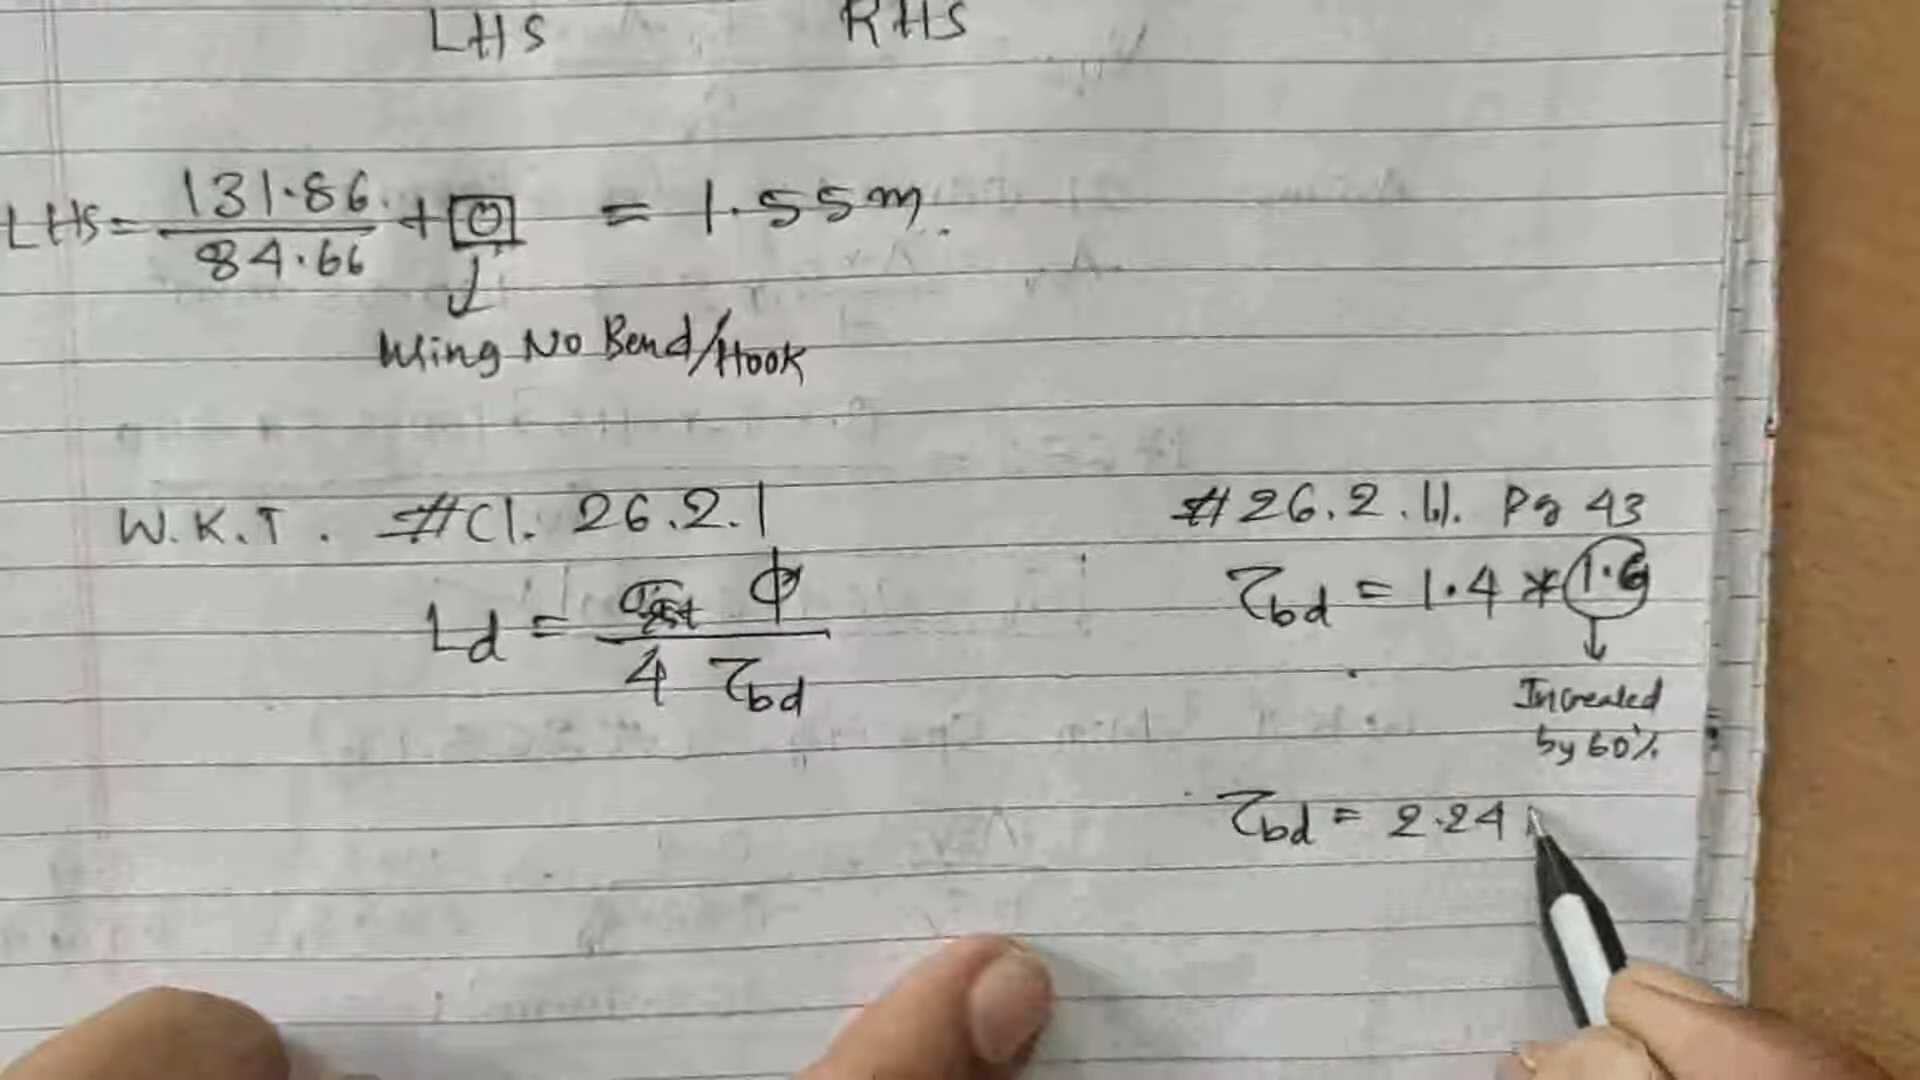 LHS RHS
LHS = 131.86 / 84.66 + 0 = 1.55 m.
↓
Using No Bend/Hook
W.K.T. # Cl. 26.2.1
Ld = σst φ / 4 τbd
# 26.2.1.1. Pg 43
τbd = 1.4 * 1.6
↓
Increased
by 60%
τbd = 2.24